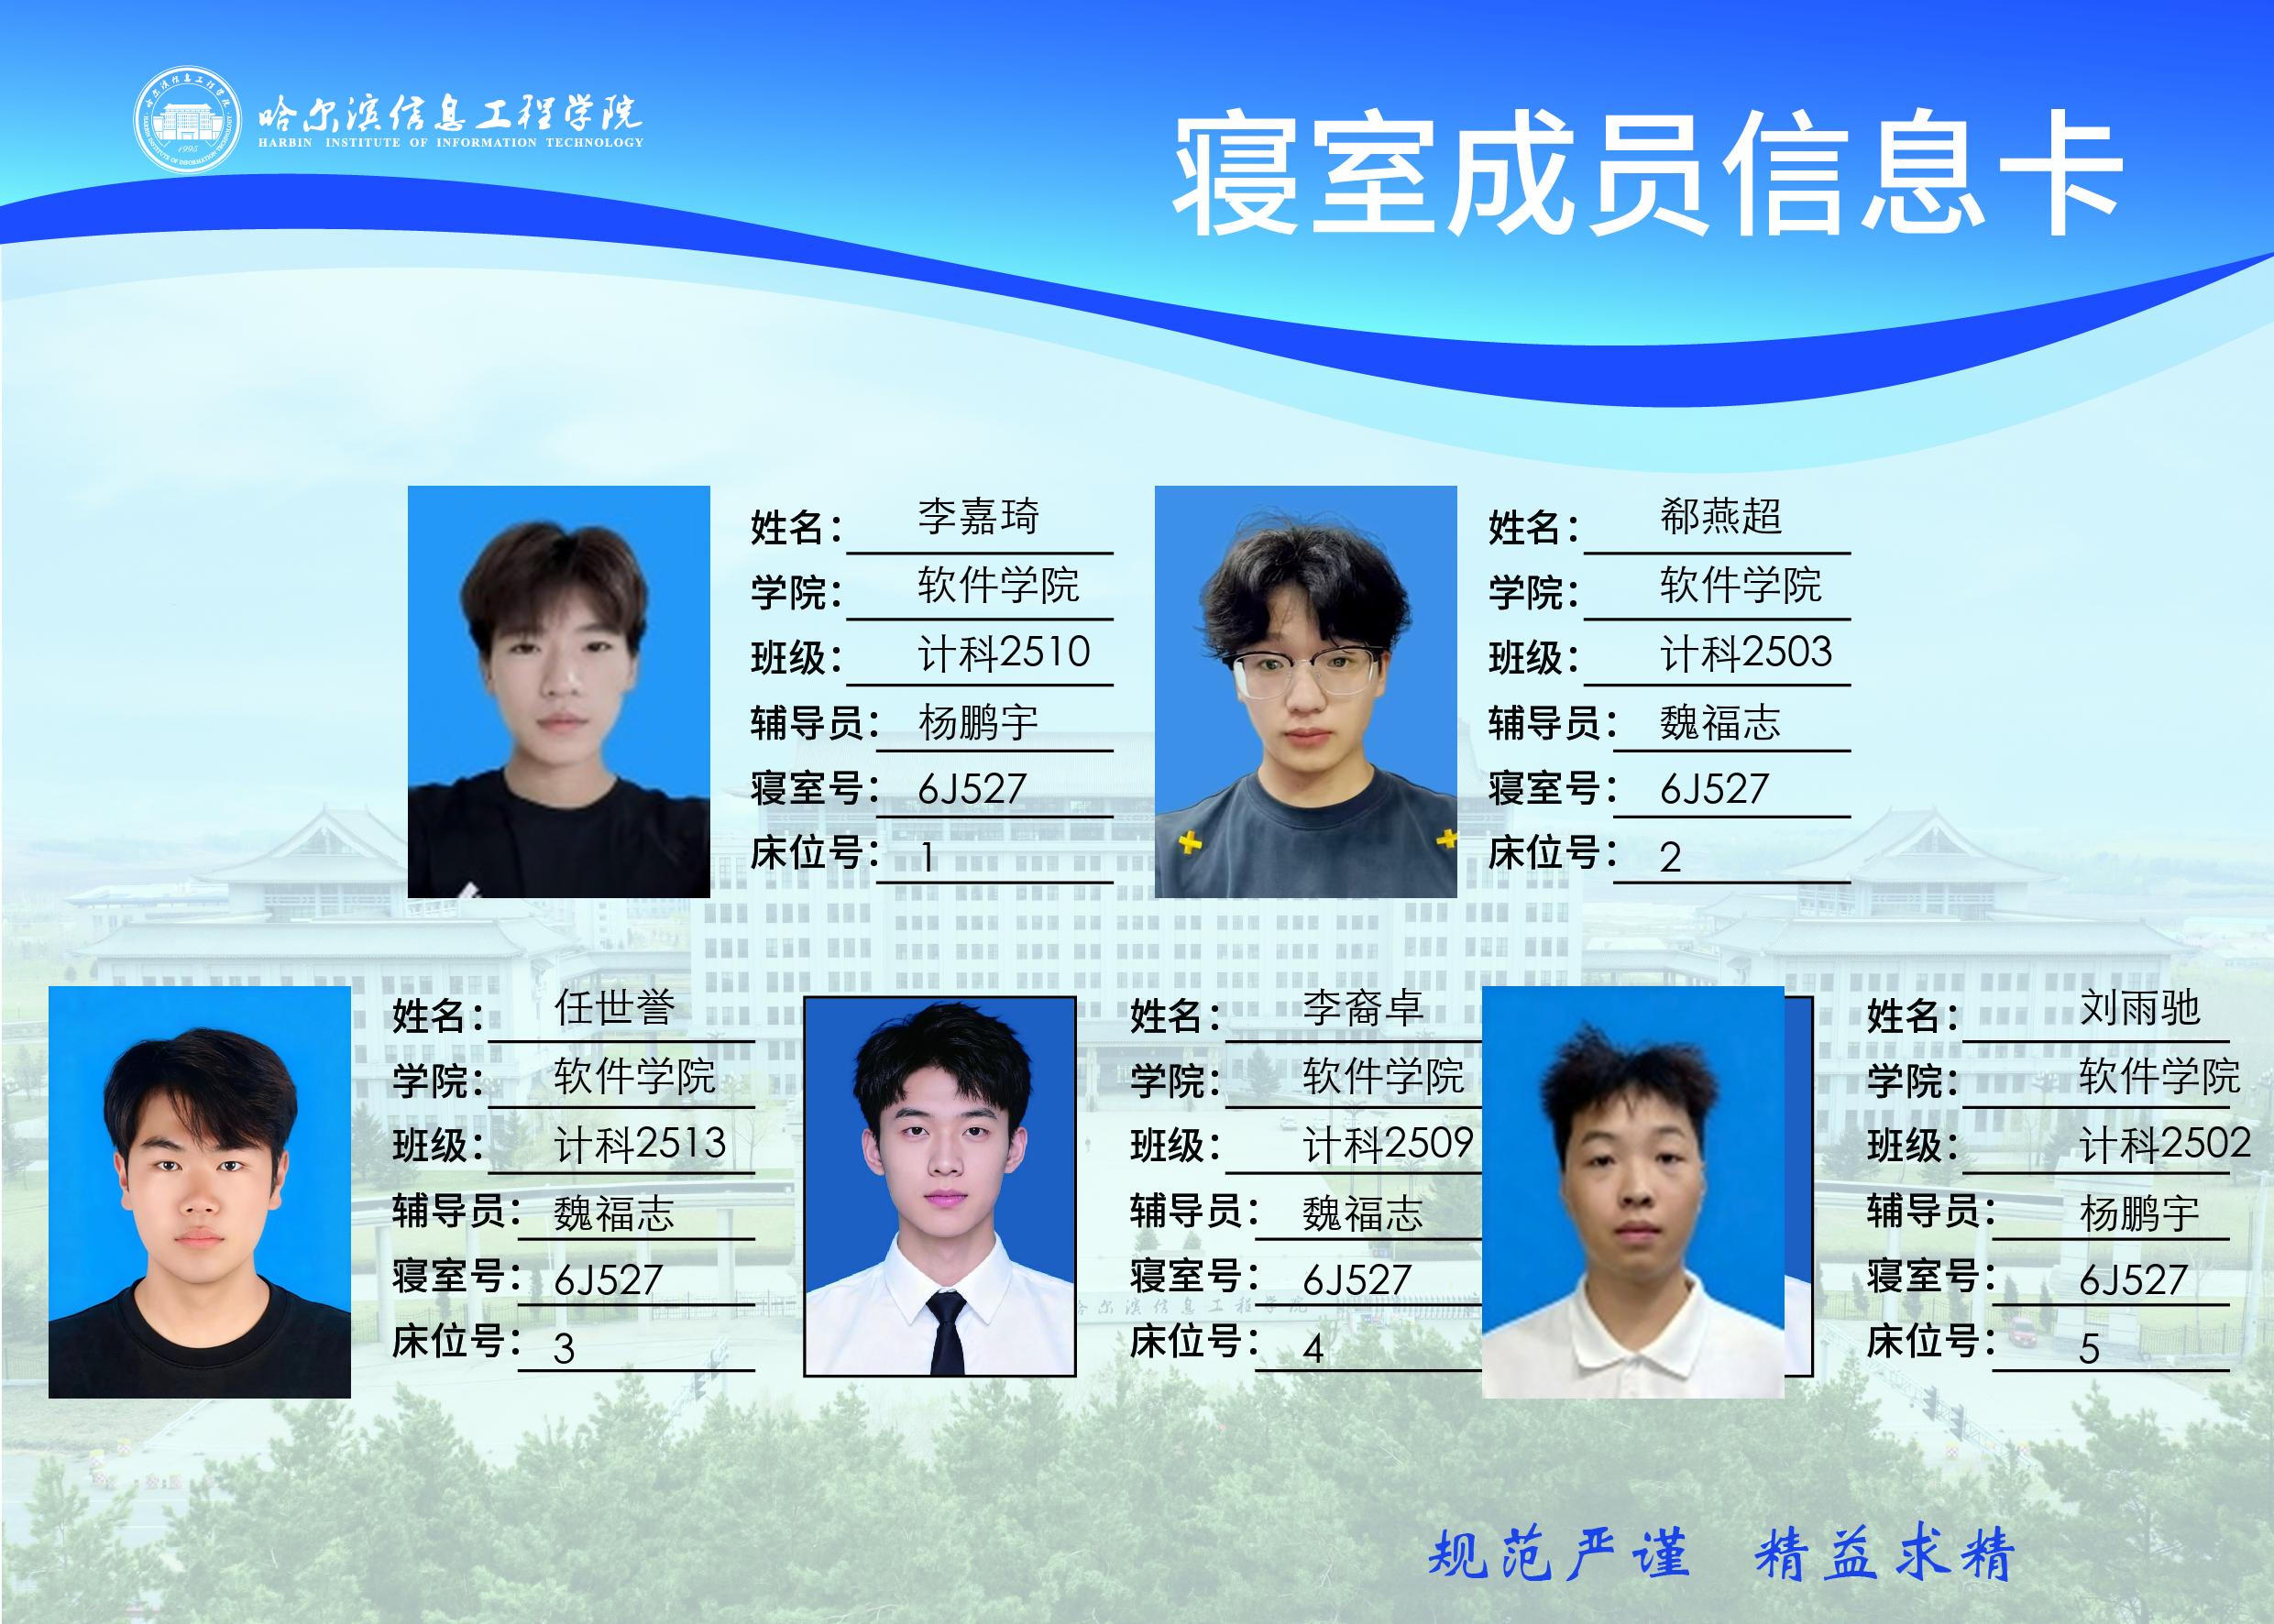 哈尔滨信息工程学院
HARBIN INSTITUTE OF INFORMATION TECHNOLOGY
1995
寝室成员信息卡
姓名： 李嘉琦
学院： 软件学院
班级： 计科2510
辅导员： 杨鹏宇
寝室号： 6J527
床位号： 1
姓名： 郗燕超
学院： 软件学院
班级： 计科2503
辅导员： 魏福志
寝室号： 6J527
床位号： 2
姓名： 任世誉
学院： 软件学院
班级： 计科2513
辅导员： 魏福志
寝室号： 6J527
床位号： 3
姓名： 李裔卓
学院： 软件学院
班级： 计科2509
辅导员： 魏福志
寝室号： 6J527
床位号： 4
姓名： 刘雨驰
学院： 软件学院
班级： 计科2502
辅导员： 杨鹏宇
寝室号： 6J527
床位号： 5
哈尔滨信息工程学院
规范严谨 精益求精